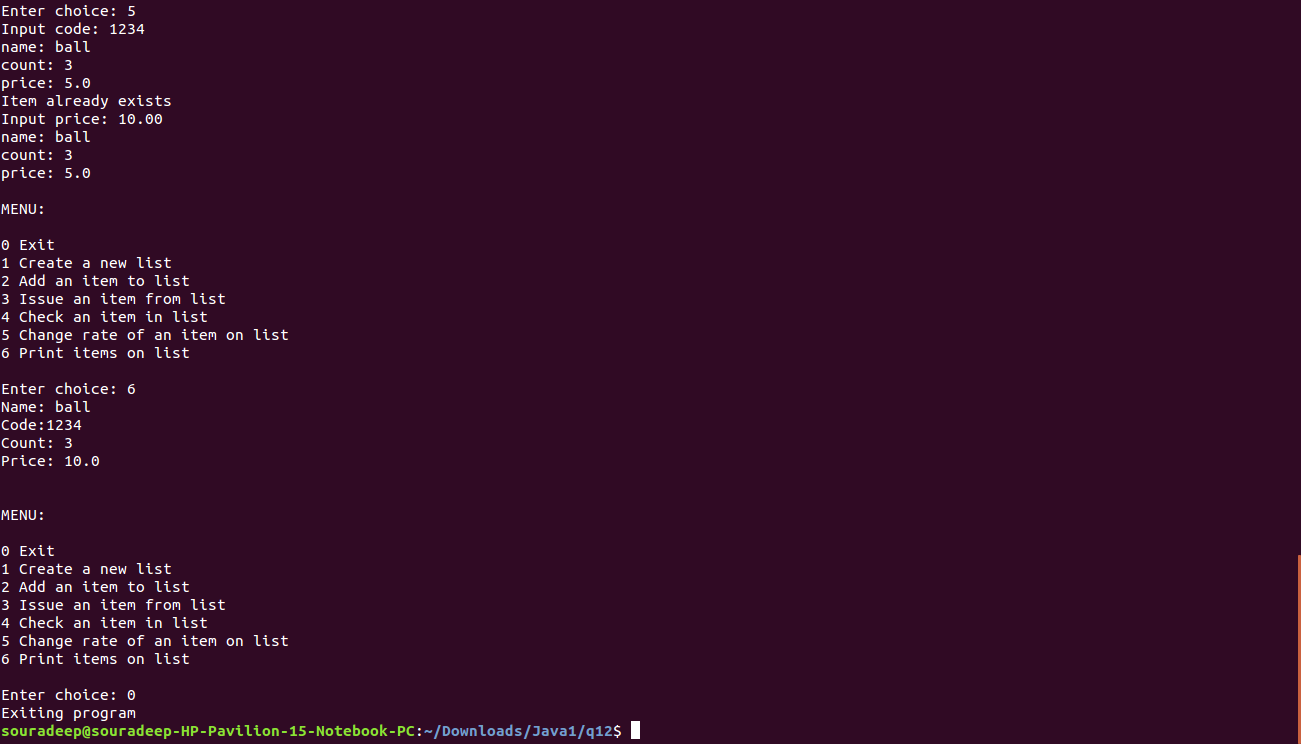 Enter choice: 5
Input code: 1234
name: ball
count: 3
price: 5.0
Item already exists
Input price: 10.00
name: ball
count: 3
price: 5.0
MENU:
0 Exit
1 Create a new list
2 Add an item to list
3 Issue an item from list
4 Check an item in list
5 Change rate of an item on list
6 Print items on list
Enter choice: 6
Name: ball
Code:1234
Count: 3
Price: 10.0
MENU:
0 Exit
1 Create a new list
2 Add an item to list
3 Issue an item from list
4 Check an item in list
5 Change rate of an item on list
6 Print items on list
Enter choice: 0
Exiting program
souradeep@souradeep-HP-Pavilion-15-Notebook-PC:~/Downloads/Java1/q12$